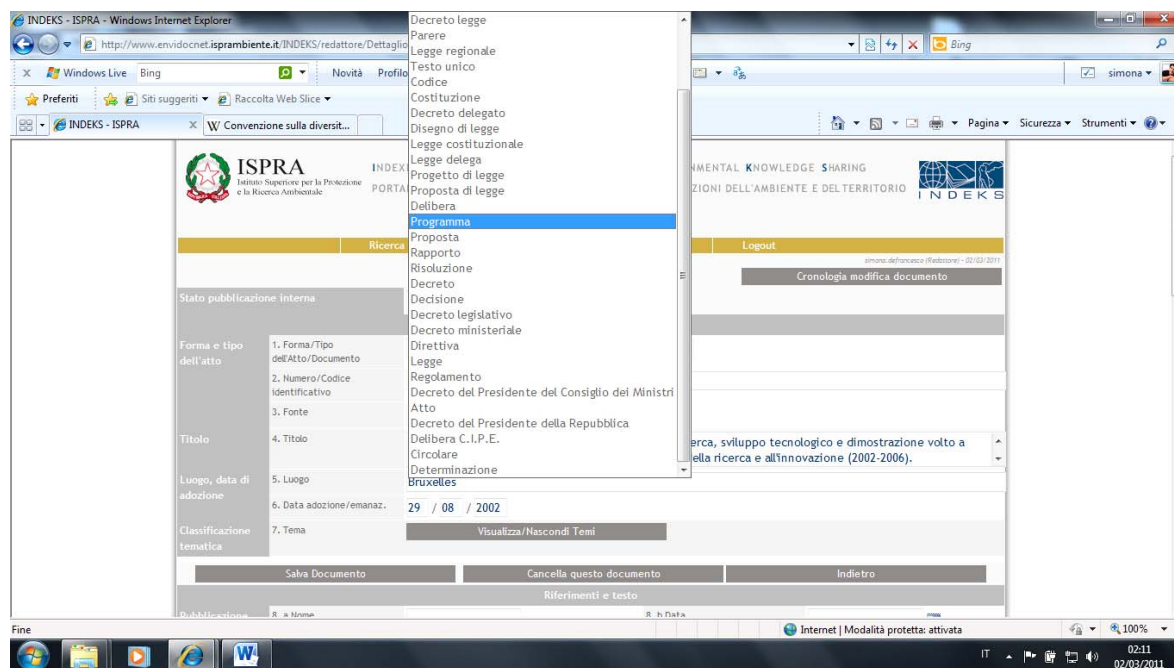 INDEKS - ISPRA - Windows Internet Explorer
http://www.envidocnet.isprambiente.it/INDEKS/redattore/Dettaglio
Bing
Windows Live Bing Novità Profilo simona
Preferiti Siti suggeriti Raccolta Web Slice
INDEKS - ISPRA Convenzione sulla diversit... Pagina Sicurezza Strumenti
Decreto legge
Parere
Legge regionale
Testo unico
Codice
Costituzione
Decreto delegato
Disegno di legge
Legge costituzionale
Legge delega
Progetto di legge
Proposta di legge
Delibera
Programma
Proposta
Rapporto
Risoluzione
Decreto
Decisione
Decreto legislativo
Decreto ministeriale
Direttiva
Legge
Regolamento
Decreto del Presidente del Consiglio dei Ministri
Atto
Decreto del Presidente della Repubblica
Delibera C.I.P.E.
Circolare
Determinazione
ISPRA
Istituto Superiore per la Protezione
e la Ricerca Ambientale
INDEX
NMENTAL KNOWLEDGE SHARING
PORTA
ZIONI DELL'AMBIENTE E DEL TERRITORIO
INDEKS
Ricerca Logout
simona.defrancesco (Redattore) - 02/03/2011
Cronologia modifica documento
Stato pubblicazione interna
Forma e tipo
dell'atto
1. Forma/Tipo
dell'Atto/Documento
2. Numero/Codice
identificativo
3. Fonte
Titolo 4. Titolo
erca, sviluppo tecnologico e dimostrazione volto a
ella ricerca e all'innovazione (2002-2006).
Luogo, data di
adozione
5. Luogo Bruxelles
6. Data adozione/emanaz. 29 / 08 / 2002
Classificazione
tematica
7. Tema Visualizza/Nascondi Temi
Salva Documento Cancella questo documento Indietro
Riferimenti e testo
Pubblicazione 8. a Nome 8. b Data
Fine Internet | Modalità protetta: attivata 100%
IT 02:11
02/03/2011